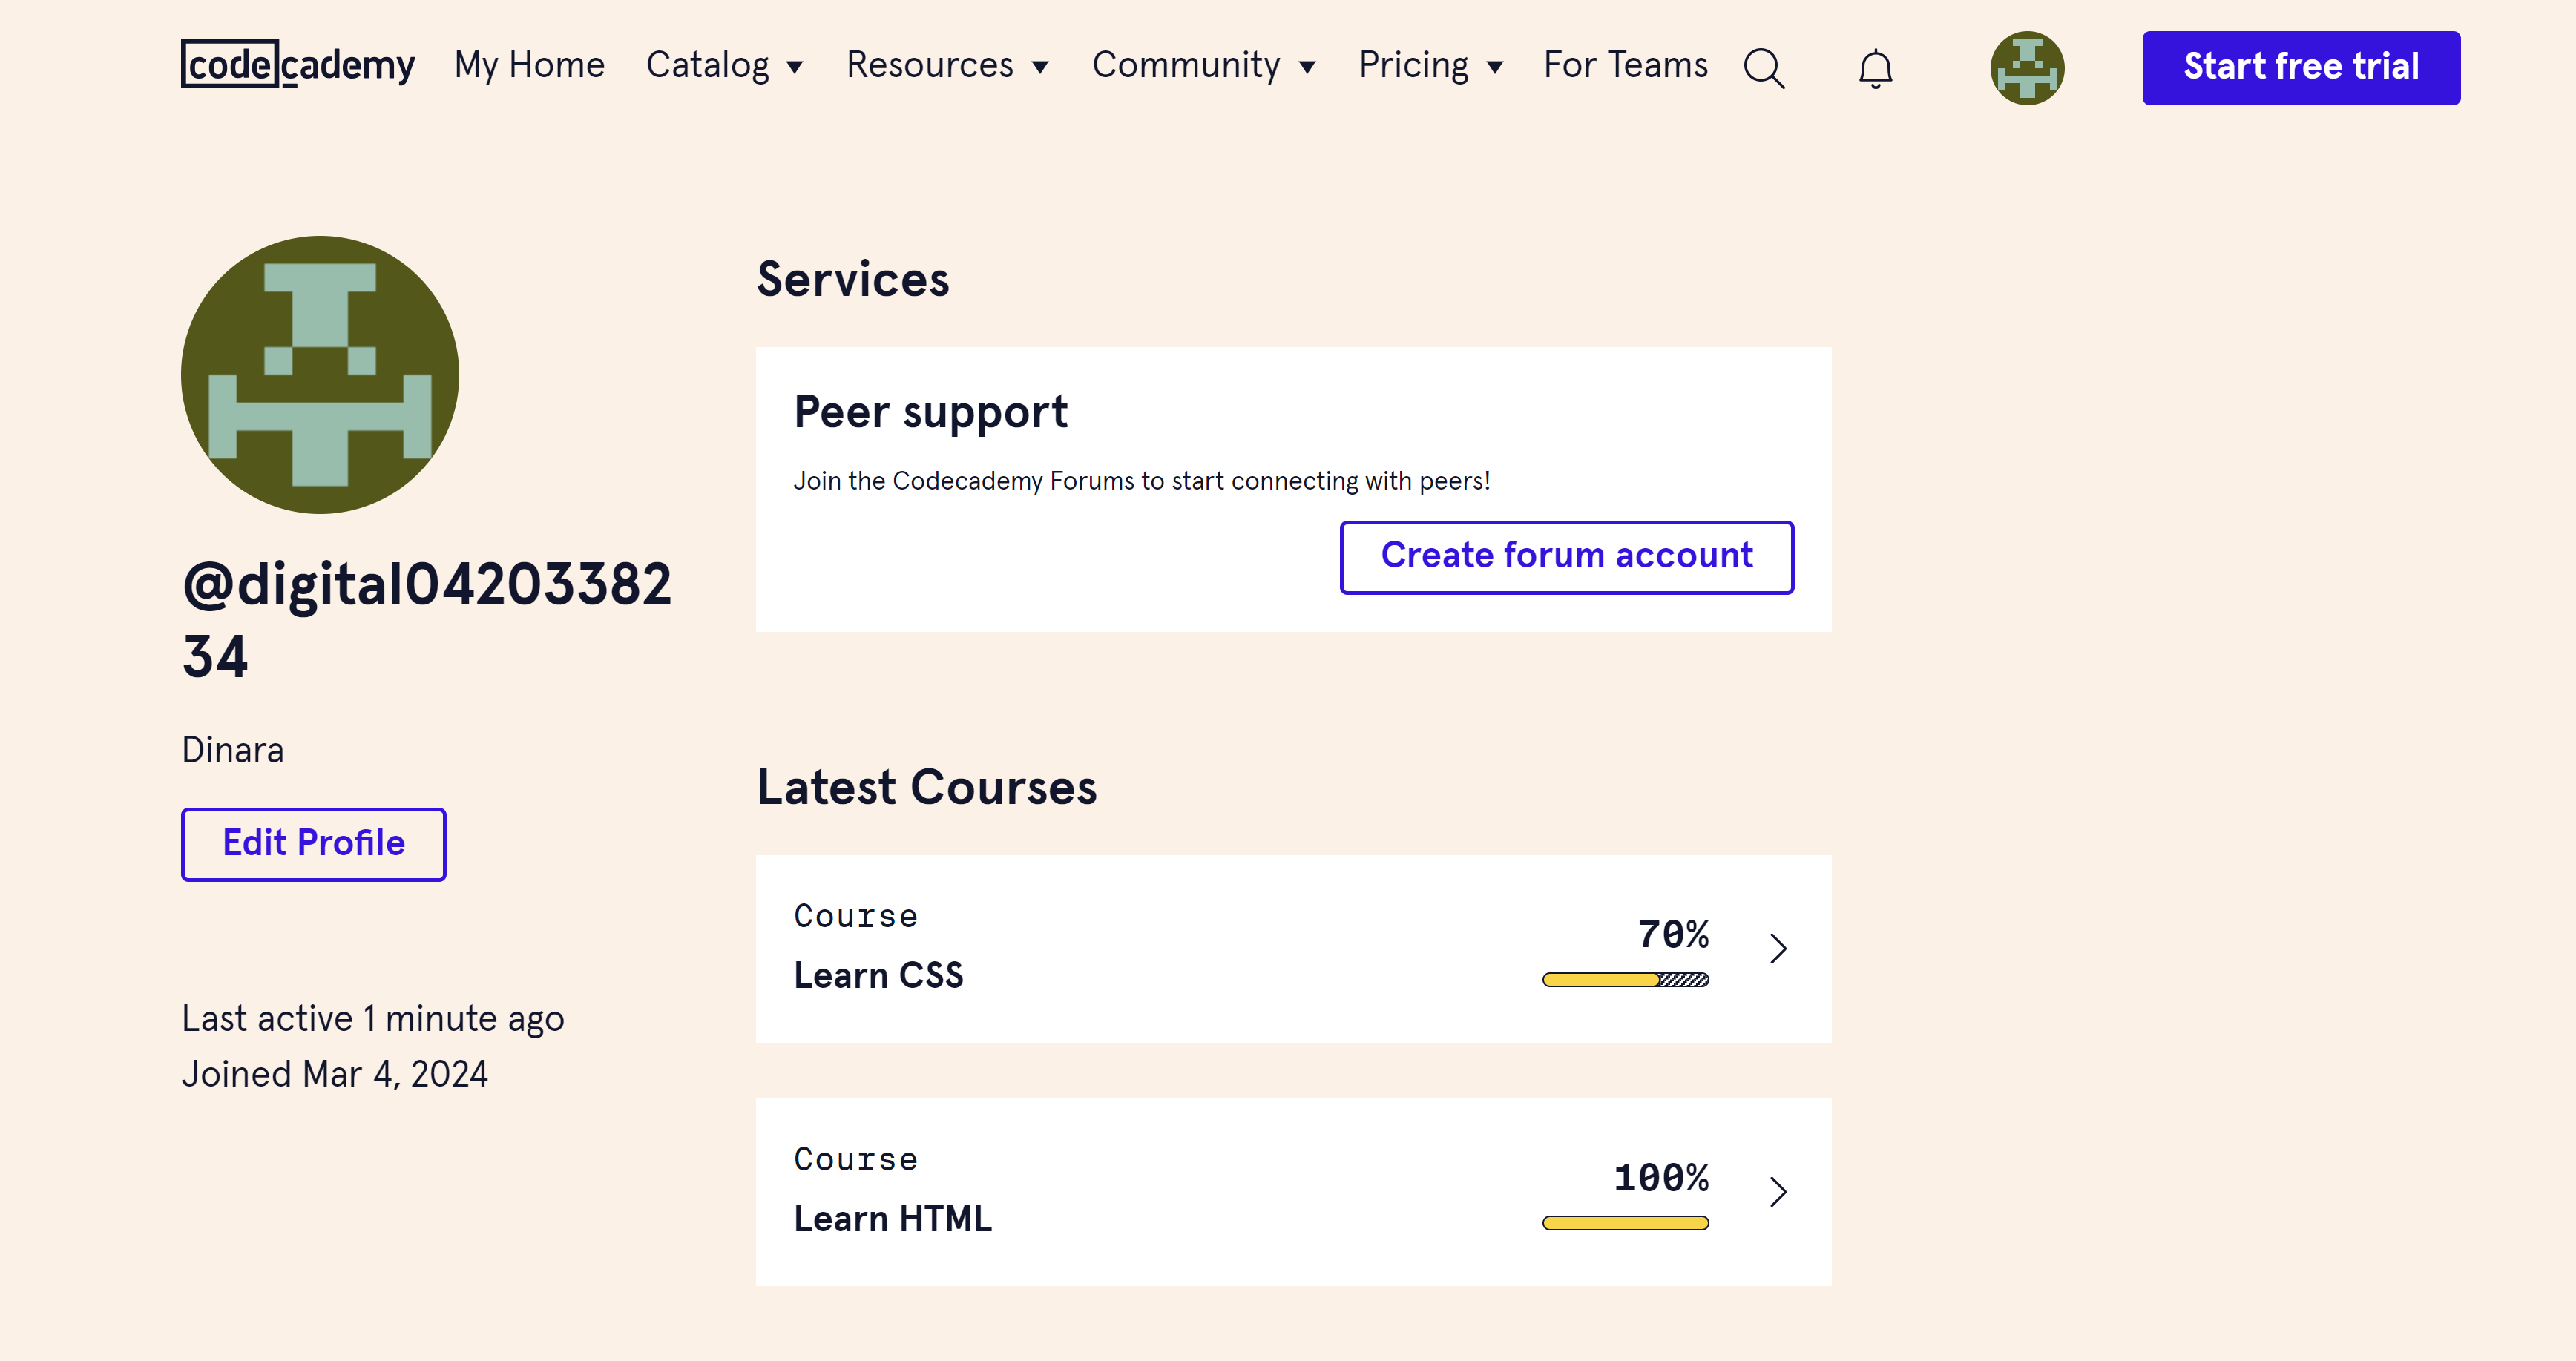 codecademy My Home Catalog Resources Community Pricing For Teams Start free trial
@digital04203382
34
Dinara
Edit Profile
Last active 1 minute ago
Joined Mar 4, 2024
Services
Peer support
Join the Codecademy Forums to start connecting with peers!
Create forum account
Latest Courses
Course
Learn CSS
70%
Course
Learn HTML
100%